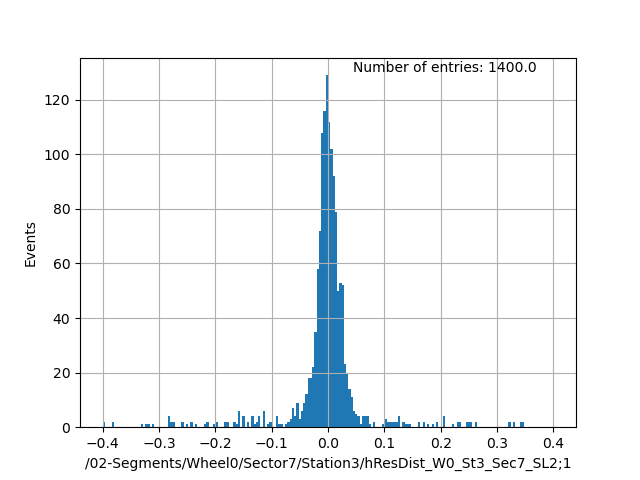 Number of entries: 1400.0
120
100
80
60
40
20
0
Events
−0.4 −0.3 −0.2 −0.1 0.0 0.1 0.2 0.3 0.4
/02-Segments/Wheel0/Sector7/Station3/hResDist_W0_St3_Sec7_SL2;1